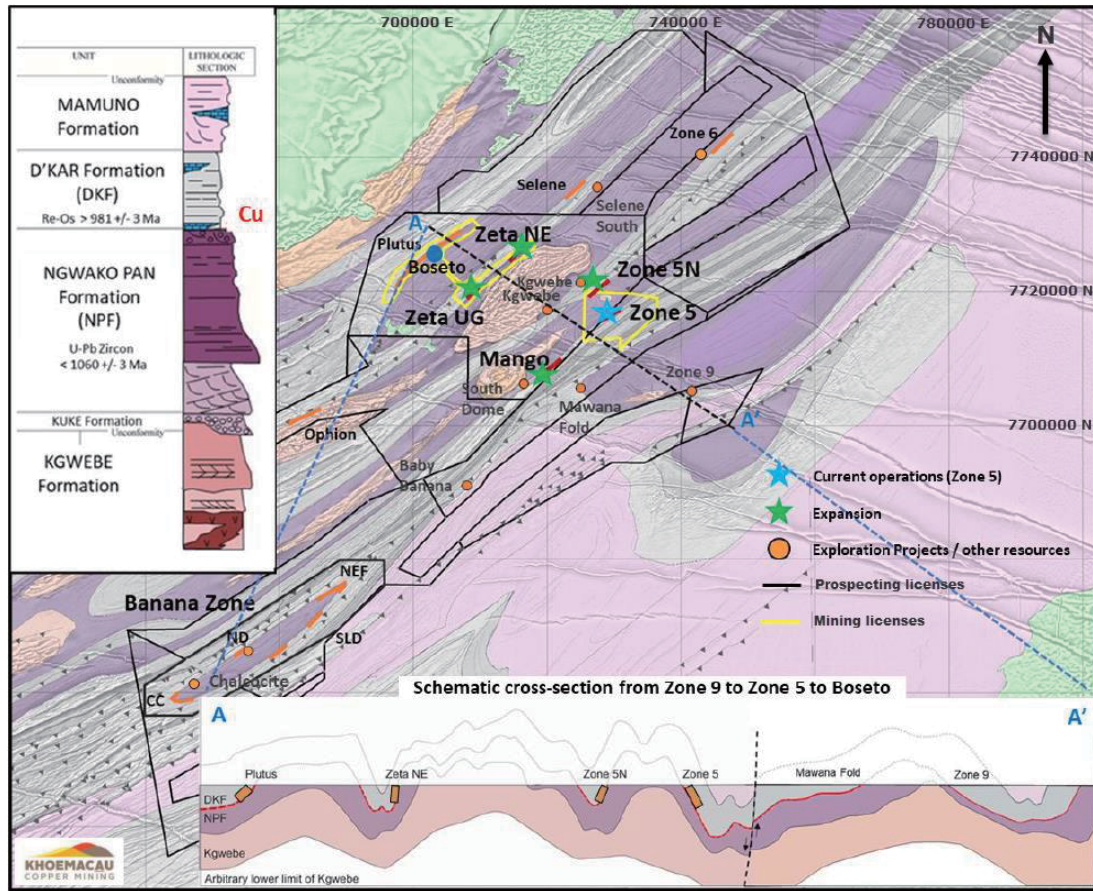 UNIT
LITHOLOGIC
SECTION
Unconformity
MAMUNO
Formation
D'KAR Formation
(DKF)
Re-Os > 981 +/- 3 Ma
Cu
NGWAKO PAN
Formation
(NPF)
U-Pb Zircon
< 1060 +/- 3 Ma
KUKE Formation
Unconformity
KGWEBE
Formation
700000 E
740000 E
780000 E
N
7740000 N
7720000 N
7700000 N
Zone 6
Selene
Selene
South
A
Plutus
Boseto
Zeta NE
Zeta UG
Kgwebe
Kgwebe
Zone 5N
Zone 5
Mango
South
Dome
Mawana
Fold
Zone 9
A'
Ophion
Baby
Banana
Current operations (Zone 5)
Expansion
Exploration Projects / other resources
Prospecting licenses
Mining licenses
Banana Zone
NEF
ND
SLD
Chalcocite
CC
Schematic cross-section from Zone 9 to Zone 5 to Boseto
A
A'
Plutus
Zeta NE
Zone 5N
Zone 5
Mawana Fold
Zone 9
DKF
NPF
Kgwebe
Arbitrary lower limit of Kgwebe
KHOEMACAU
COPPER MINING